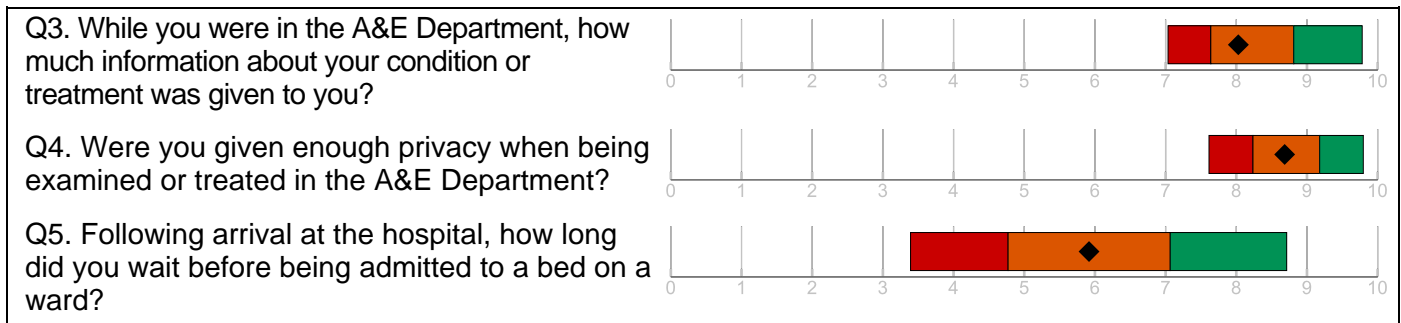 Q3. While you were in the A&E Department, how
much information about your condition or
treatment was given to you?
0 1 2 3 4 5 6 7 8 9 10
Q4. Were you given enough privacy when being
examined or treated in the A&E Department?
0 1 2 3 4 5 6 7 8 9 10
Q5. Following arrival at the hospital, how long
did you wait before being admitted to a bed on a
ward?
0 1 2 3 4 5 6 7 8 9 10